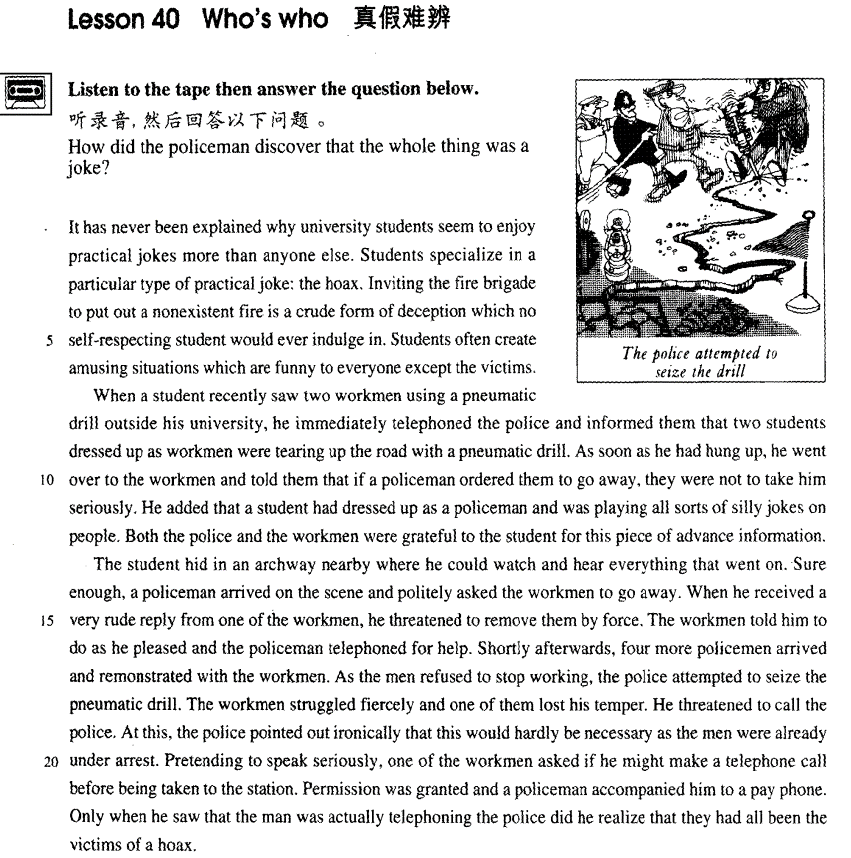 Lesson 40 Who's who 真假难辨
Listen to the tape then answer the question below.
听录音，然后回答以下问题。
How did the policeman discover that the whole thing was a
joke?
It has never been explained why university students seem to enjoy
practical jokes more than anyone else. Students specialize in a
particular type of practical joke: the hoax. Inviting the fire brigade
to put out a nonexistent fire is a crude form of deception which no
5 self-respecting student would ever indulge in. Students often create
amusing situations which are funny to everyone except the victims.
The police attempted to
seize the drill
When a student recently saw two workmen using a pneumatic
drill outside his university, he immediately telephoned the police and informed them that two students
dressed up as workmen were tearing up the road with a pneumatic drill. As soon as he had hung up, he went
10 over to the workmen and told them that if a policeman ordered them to go away, they were not to take him
seriously. He added that a student had dressed up as a policeman and was playing all sorts of silly jokes on
people. Both the police and the workmen were grateful to the student for this piece of advance information.
The student hid in an archway nearby where he could watch and hear everything that went on. Sure
enough, a policeman arrived on the scene and politely asked the workmen to go away. When he received a
15 very rude reply from one of the workmen, he threatened to remove them by force. The workmen told him to
do as he pleased and the policeman telephoned for help. Shortly afterwards, four more policemen arrived
and remonstrated with the workmen. As the men refused to stop working, the police attempted to seize the
pneumatic drill. The workmen struggled fiercely and one of them lost his temper. He threatened to call the
police. At this, the police pointed out ironically that this would hardly be necessary as the men were already
20 under arrest. Pretending to speak seriously, one of the workmen asked if he might make a telephone call
before being taken to the station. Permission was granted and a policeman accompanied him to a pay phone.
Only when he saw that the man was actually telephoning the police did he realize that they had all been the
victims of a hoax.